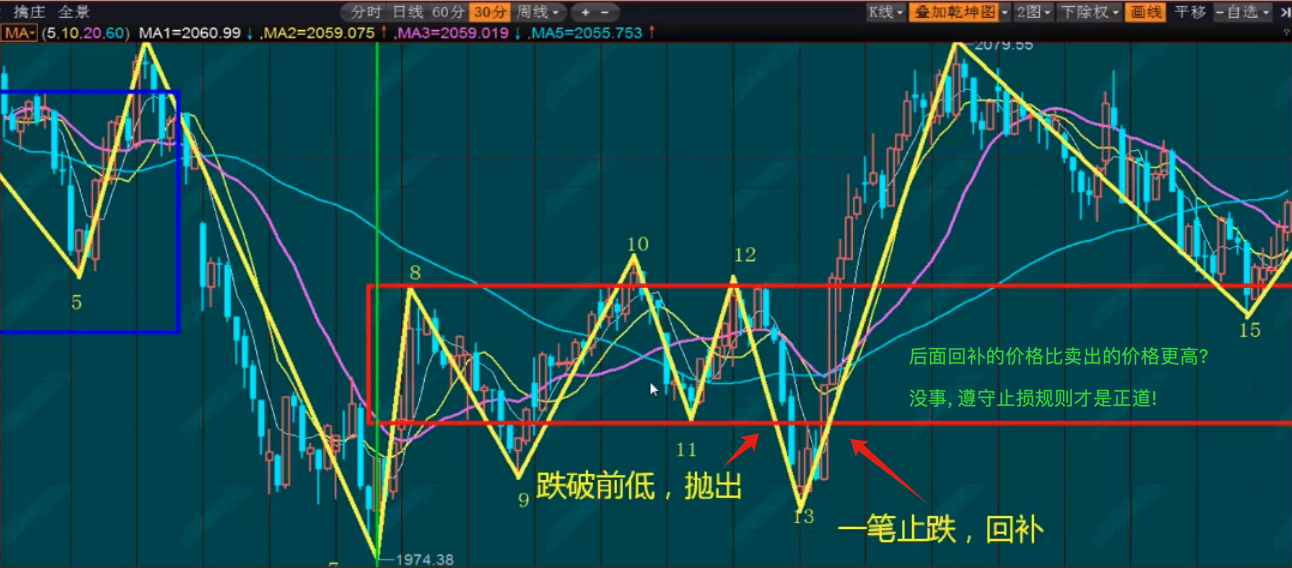 擒庄 全景 分时 日线 60分 30分 周线 + − K线 叠加乾坤图 2图 下除权 画线 平移 自选
MA (5,10,20,60) MA1=2060.99↓,MA2=2059.075↑,MA3=2059.019↓,MA5=2055.753↑
2079.55
5
8
10
12
15
后面回补的价格比卖出的价格更高?
没事, 遵守止损规则才是正道!
11
9
跌破前低，抛出
13
一笔止跌，回补
1974.38